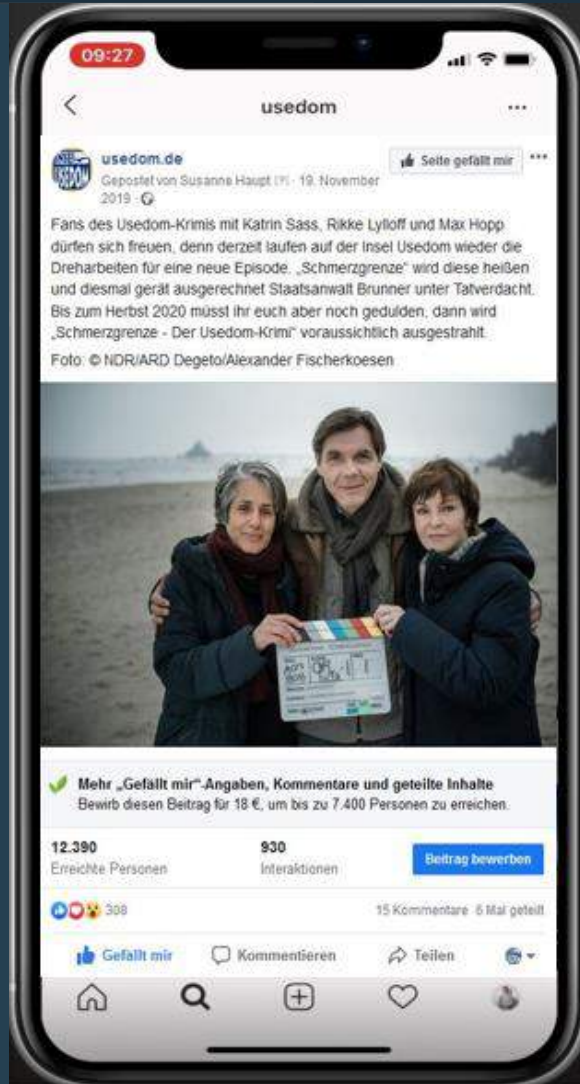 09:27
usedom
usedom.de
Seite gefällt mir
Gepostet von Susanne Haupt [?] · 19. November
2019 ·
Fans des Usedom-Krimis mit Katrin Sass, Rikke Lylloff und Max Hopp
dürfen sich freuen, denn derzeit laufen auf der Insel Usedom wieder die
Dreharbeiten für eine neue Episode. „Schmerzgrenze“ wird diese heißen
und diesmal gerät ausgerechnet Staatsanwalt Brunner unter Tatverdacht.
Bis zum Herbst 2020 müsst ihr euch aber noch gedulden, dann wird
„Schmerzgrenze - Der Usedom-Krimi“ voraussichtlich ausgestrahlt.
Foto: © NDR/ARD Degeto/Alexander Fischerkoesen
Mehr „Gefällt mir“-Angaben, Kommentare und geteilte Inhalte
Bewirb diesen Beitrag für 18 €, um bis zu 7.400 Personen zu erreichen.
12.390
930
Beitrag bewerben
Erreichte Personen
Interaktionen
308
15 Kommentare 6 Mal geteilt
Gefällt mir
Kommentieren
Teilen